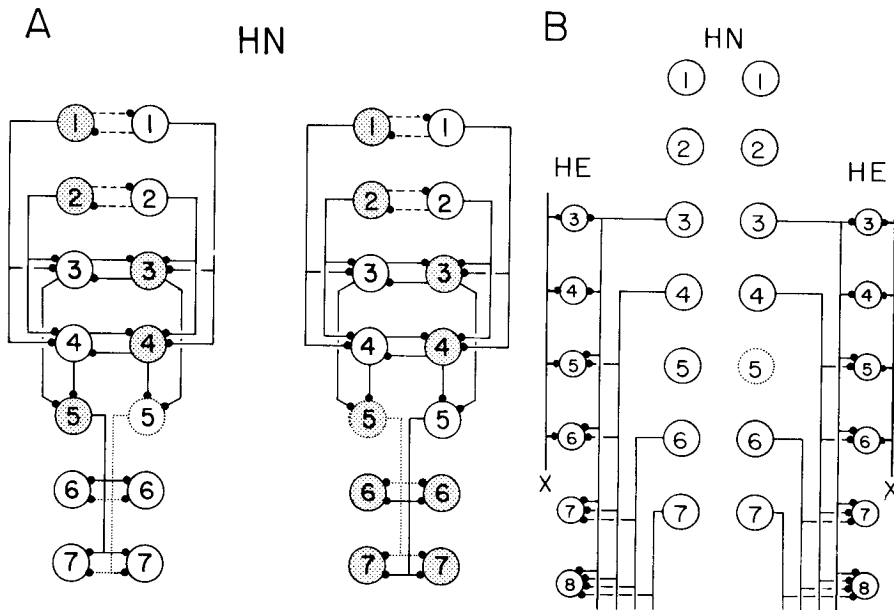 A
HN
B
HN
1 1 1 1
2 2 2 2
3 3 3 3
4 4 4 4
5 5 5 5
6 6 6 6
7 7 7 7
HE HE
1 1
2 2
3 3 3 3
4 4 4 4
5 5 5 5
6 6 6 6
X X
7 7 7 7
8 8